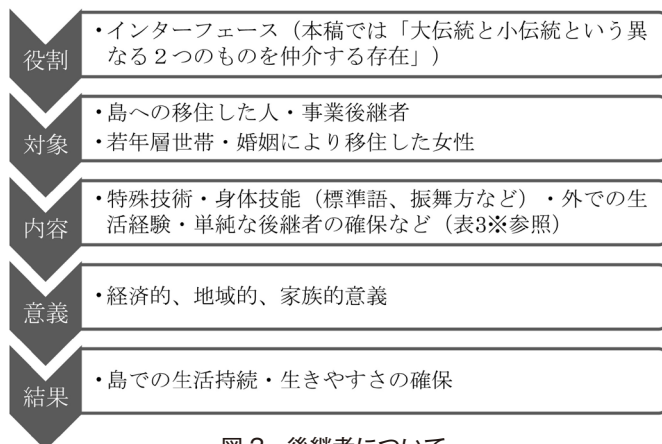 役割
・インターフェース（本稿では「大伝統と小伝統という異
なる２つのものを仲介する存在」）
対象
・島への移住した人・事業後継者
・若年層世帯・婚姻により移住した女性
内容
・特殊技術・身体技能（標準語、振舞方など）・外での生
活経験・単純な後継者の確保など（表3※参照）
意義
・経済的、地域的、家族的意義
結果
・島での生活持続・生きやすさの確保
図２　後継者について